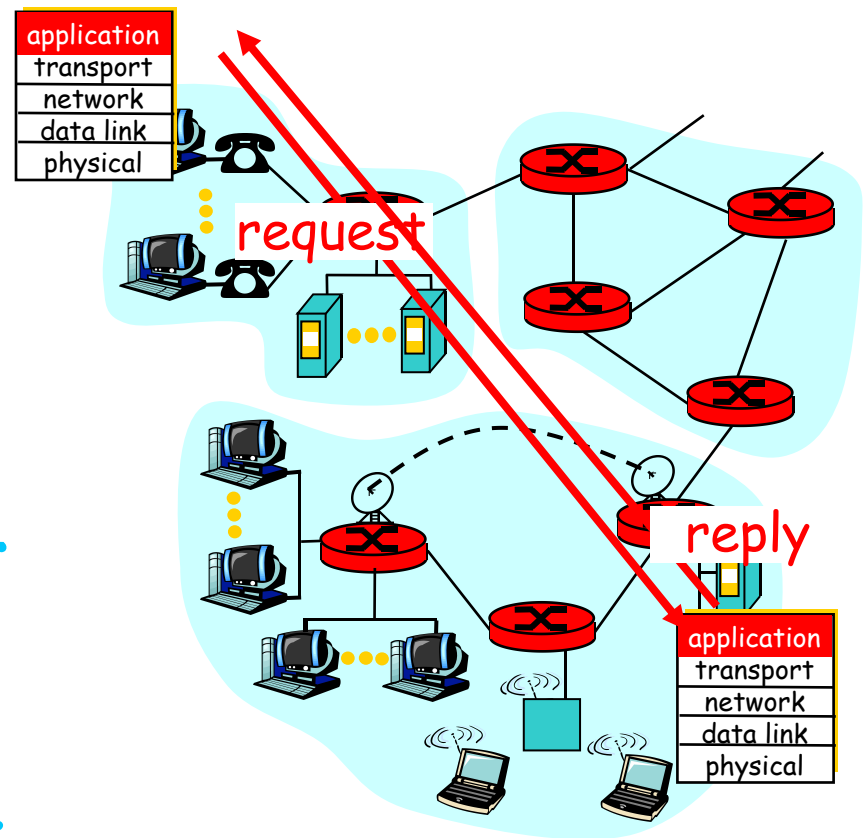 application
transport
network
data link
physical
request
reply
application
transport
network
data link
physical